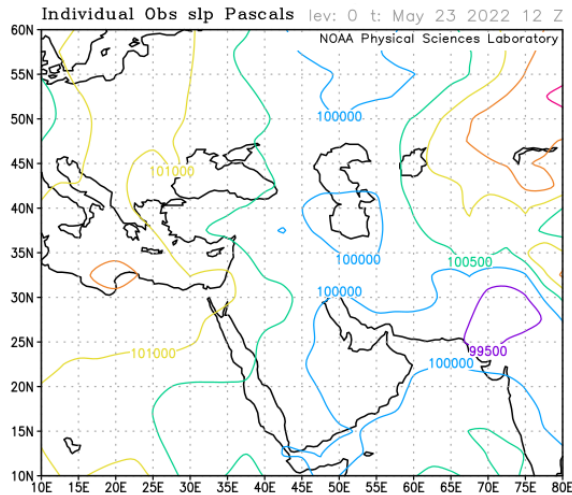 Individual Obs slp Pascals lev: 0 t: May 23 2022 12 Z
NOAA Physical Sciences Laboratory
60N
55N
50N
45N
40N
35N
30N
25N
20N
15N
10N
100000
101000
100000
100500
100000
99500
101000
100000
10E 15E 20E 25E 30E 35E 40E 45E 50E 55E 60E 65E 70E 75E 80E